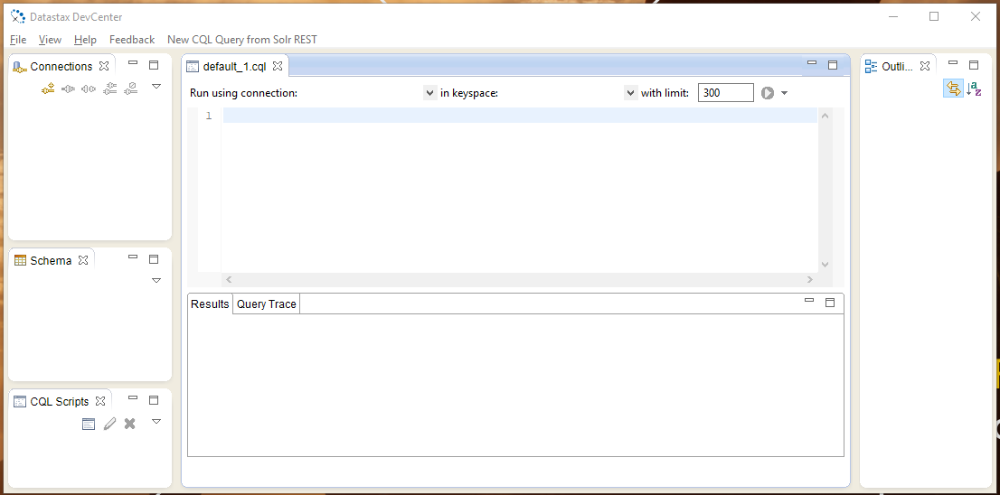 Datastax DevCenter
File View Help Feedback New CQL Query from Solr REST
Connections
default_1.cql
Outli...
Run using connection: in keyspace: with limit: 300
1
Schema
Results Query Trace
CQL Scripts